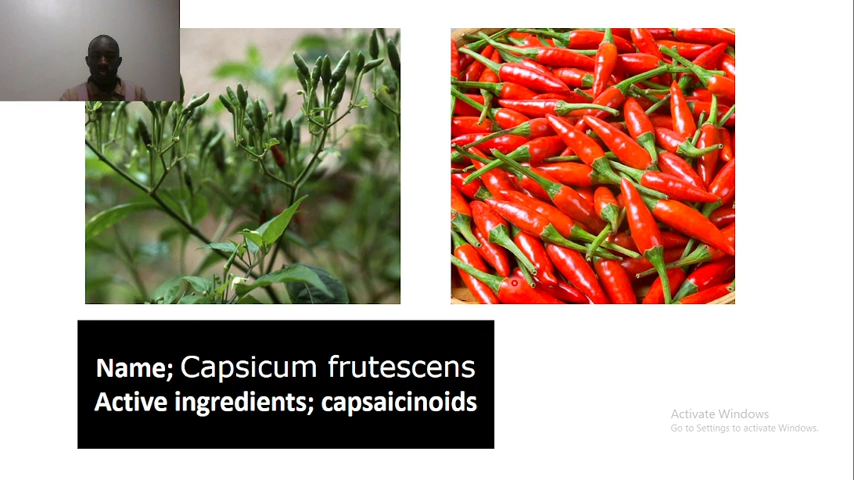 Name; Capsicum frutescens
Active ingredients; capsaicinoids
Activate Windows
Go to Settings to activate Windows.